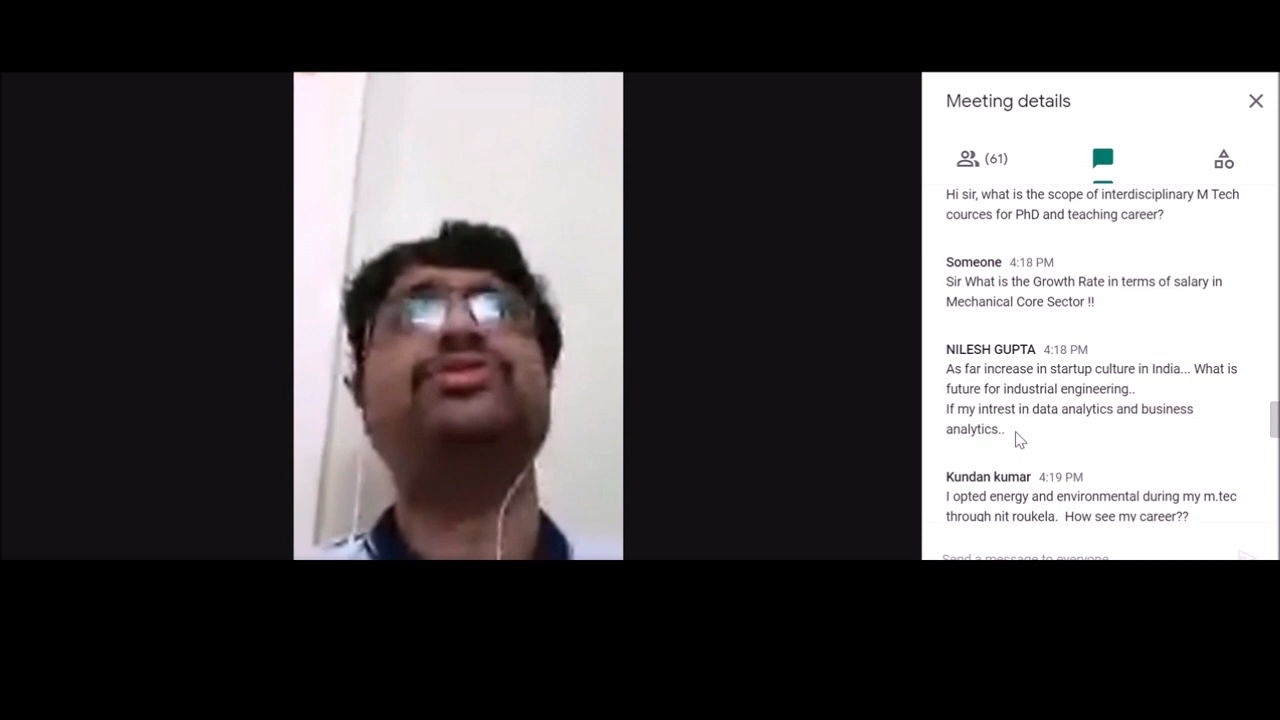 Meeting details
(61)
Hi sir, what is the scope of interdisciplinary M Tech
cources for PhD and teaching career?
Someone 4:18 PM
Sir What is the Growth Rate in terms of salary in
Mechanical Core Sector !!
NILESH GUPTA 4:18 PM
As far increase in startup culture in India... What is
future for industrial engineering..
If my intrest in data analytics and business
analytics..
Kundan kumar 4:19 PM
I opted energy and environmental during my m.tec
through nit roukela. How see my career??
Send a message to everyone